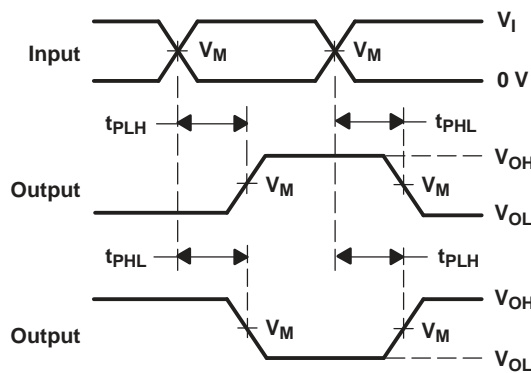 V_I
Input V_M V_M
0 V
t_PLH t_PHL
V_OH
Output V_M V_M
V_OL
t_PHL t_PLH
V_OH
Output V_M V_M
V_OL